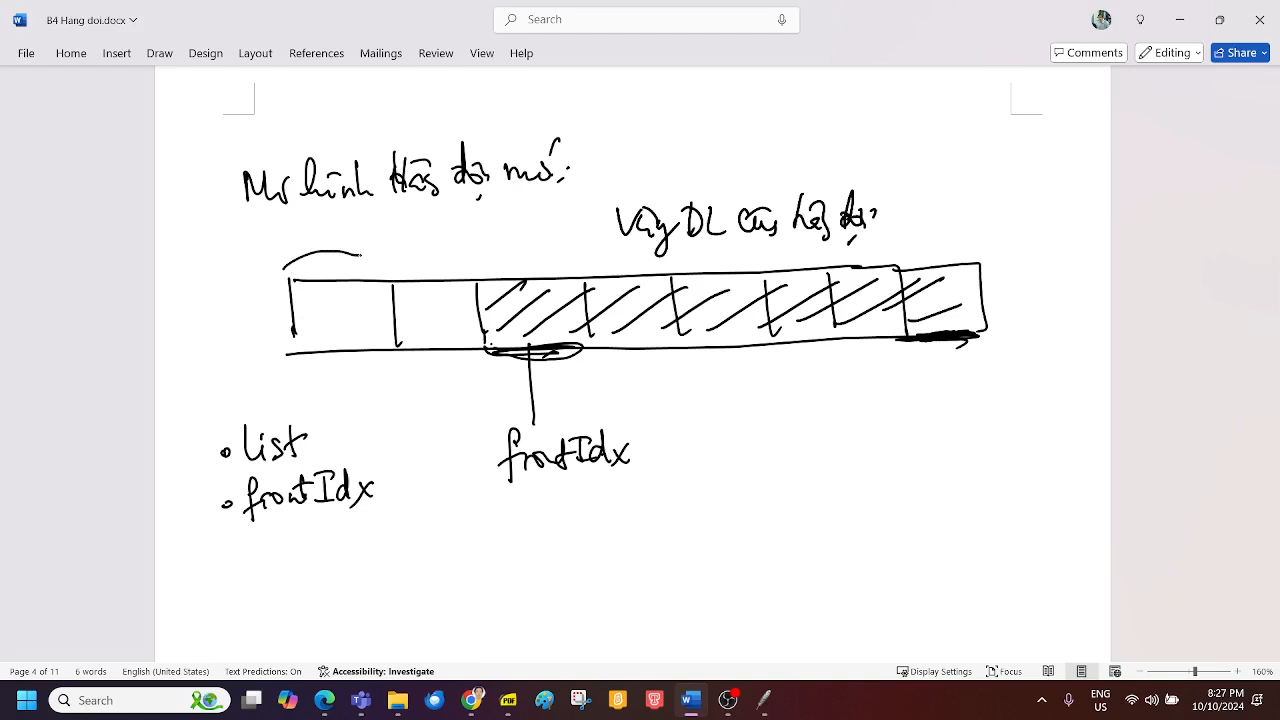 B4 Hang doi.docx
Search
File Home Insert Draw Design Layout References Mailings Review View Help
Comments Editing Share
Mô hình Hàng đợi mới:
Vùng DL của hàng đợi
• list
• frontIdx
frontIdx
Page 4 of 11 6 words English (United States) Text Predictions: On Accessibility: Investigate Display Settings Focus 160%
Search PDF ENG US 8:27 PM 10/10/2024